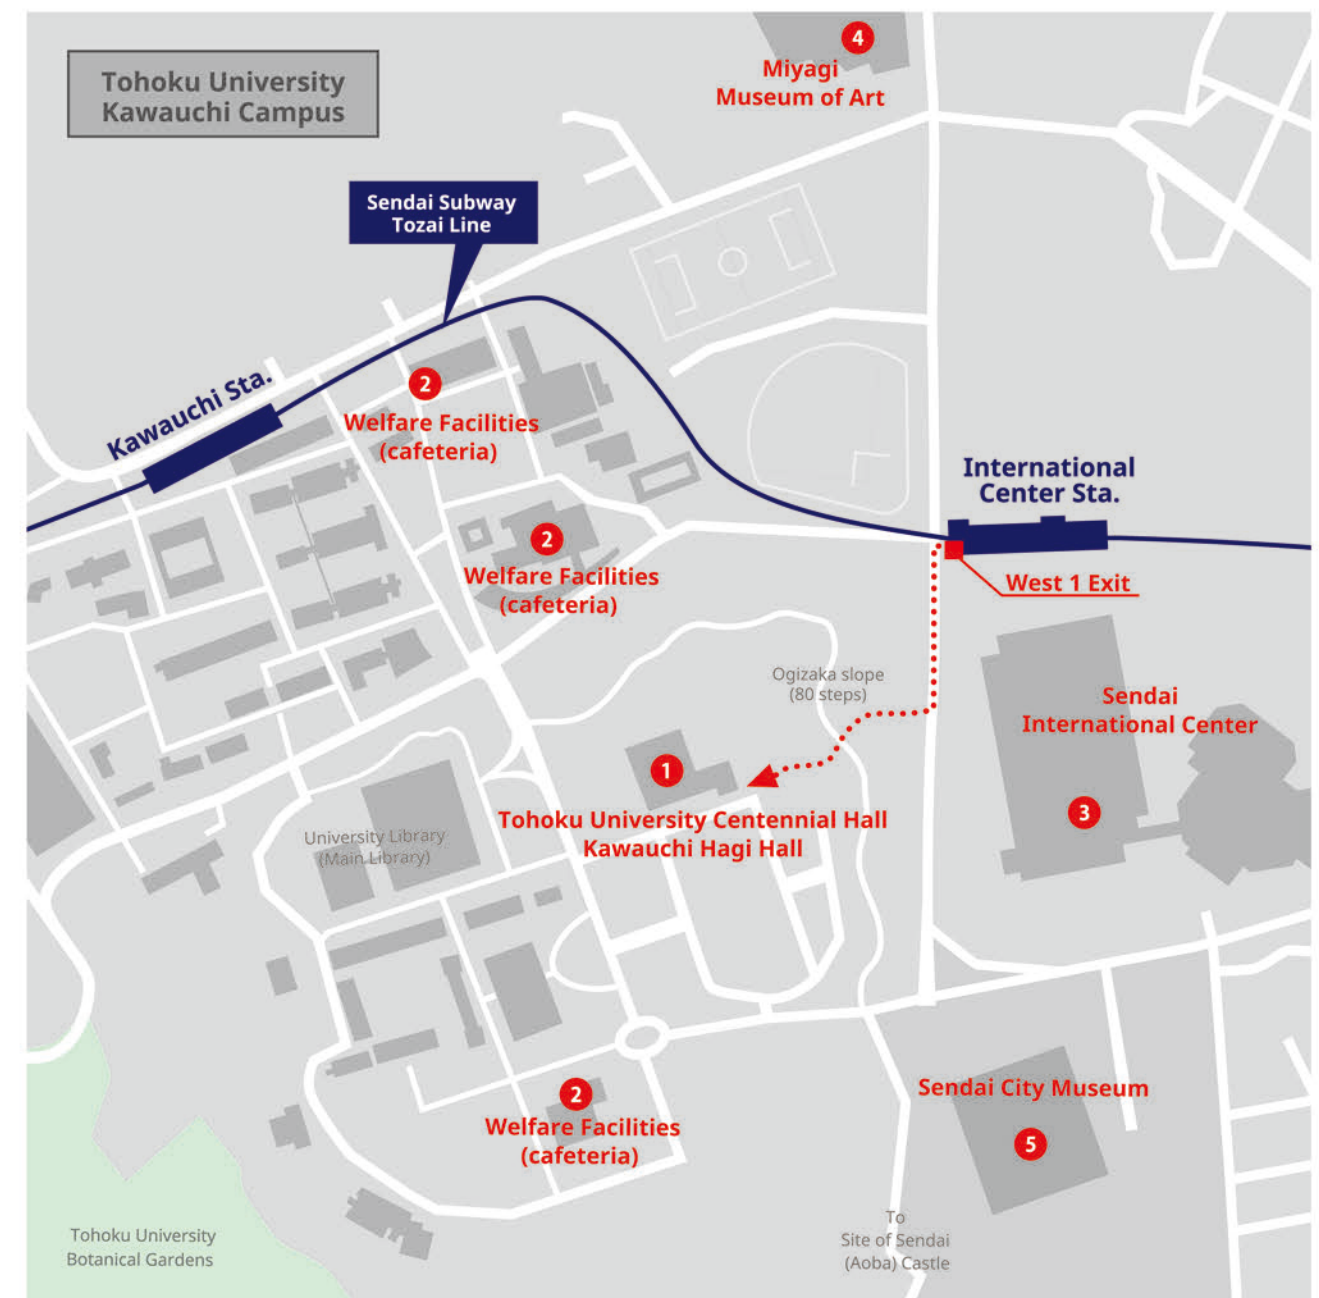 Tohoku University
Kawauchi Campus
4
Miyagi
Museum of Art
Sendai Subway
Tozai Line
Kawauchi Sta.
2
Welfare Facilities
(cafeteria)
International
Center Sta.
2
Welfare Facilities
(cafeteria)
West 1 Exit
Ogizaka slope
(80 steps)
Sendai
International Center
1
3
Tohoku University Centennial Hall
Kawauchi Hagi Hall
University Library
(Main Library)
2
Welfare Facilities
(cafeteria)
Sendai City Museum
5
To
Site of Sendai
(Aoba) Castle
Tohoku University
Botanical Gardens